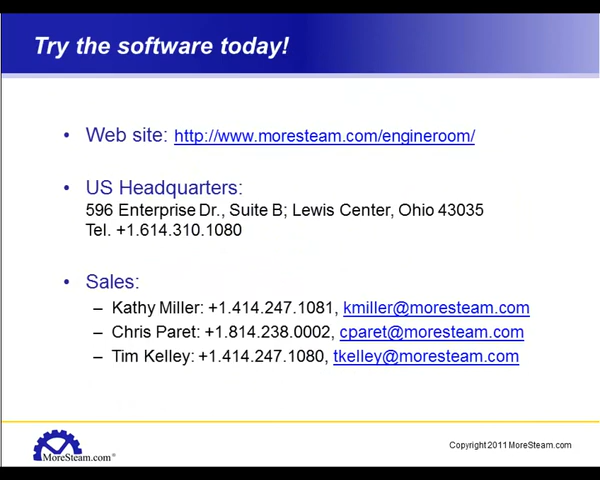 Try the software today!
• Web site: http://www.moresteam.com/engineroom/
• US Headquarters:
596 Enterprise Dr., Suite B; Lewis Center, Ohio 43035
Tel. +1.614.310.1080
• Sales:
– Kathy Miller: +1.414.247.1081, kmiller@moresteam.com
– Chris Paret: +1.814.238.0002, cparet@moresteam.com
– Tim Kelley: +1.414.247.1080, tkelley@moresteam.com
MoreSteam.com®
Copyright 2011 MoreSteam.com